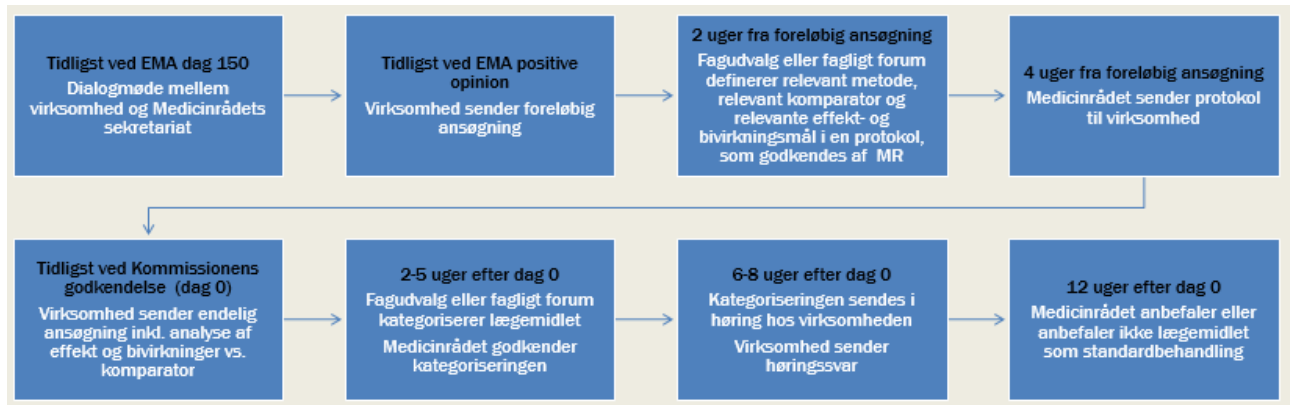 Tidligst ved EMA dag 150
Dialogmøde mellem
virksomhed og Medicinrådets
sekretariat
Tidligst ved EMA positive
opinion
Virksomhed sender foreløbig
ansøgning
2 uger fra foreløbig ansøgning
Fagudvalg eller fagligt forum
definerer relevant metode,
relevant komparator og
relevante effekt- og
bivirkningsmål i en protokol,
som godkendes af MR
4 uger fra foreløbig ansøgning
Medicinrådet sender protokol
til virksomhed
Tidligst ved Kommissionens
godkendelse (dag 0)
Virksomhed sender endelig
ansøgning inkl. analyse af
effekt og bivirkninger vs.
komparator
2-5 uger efter dag 0
Fagudvalg eller fagligt forum
kategoriserer lægemidlet
Medicinrådet godkender
kategoriseringen
6-8 uger efter dag 0
Kategoriseringen sendes i
høring hos virksomheden
Virksomhed sender
høringssvar
12 uger efter dag 0
Medicinrådet anbefaler eller
anbefaler ikke lægemidlet
som standardbehandling